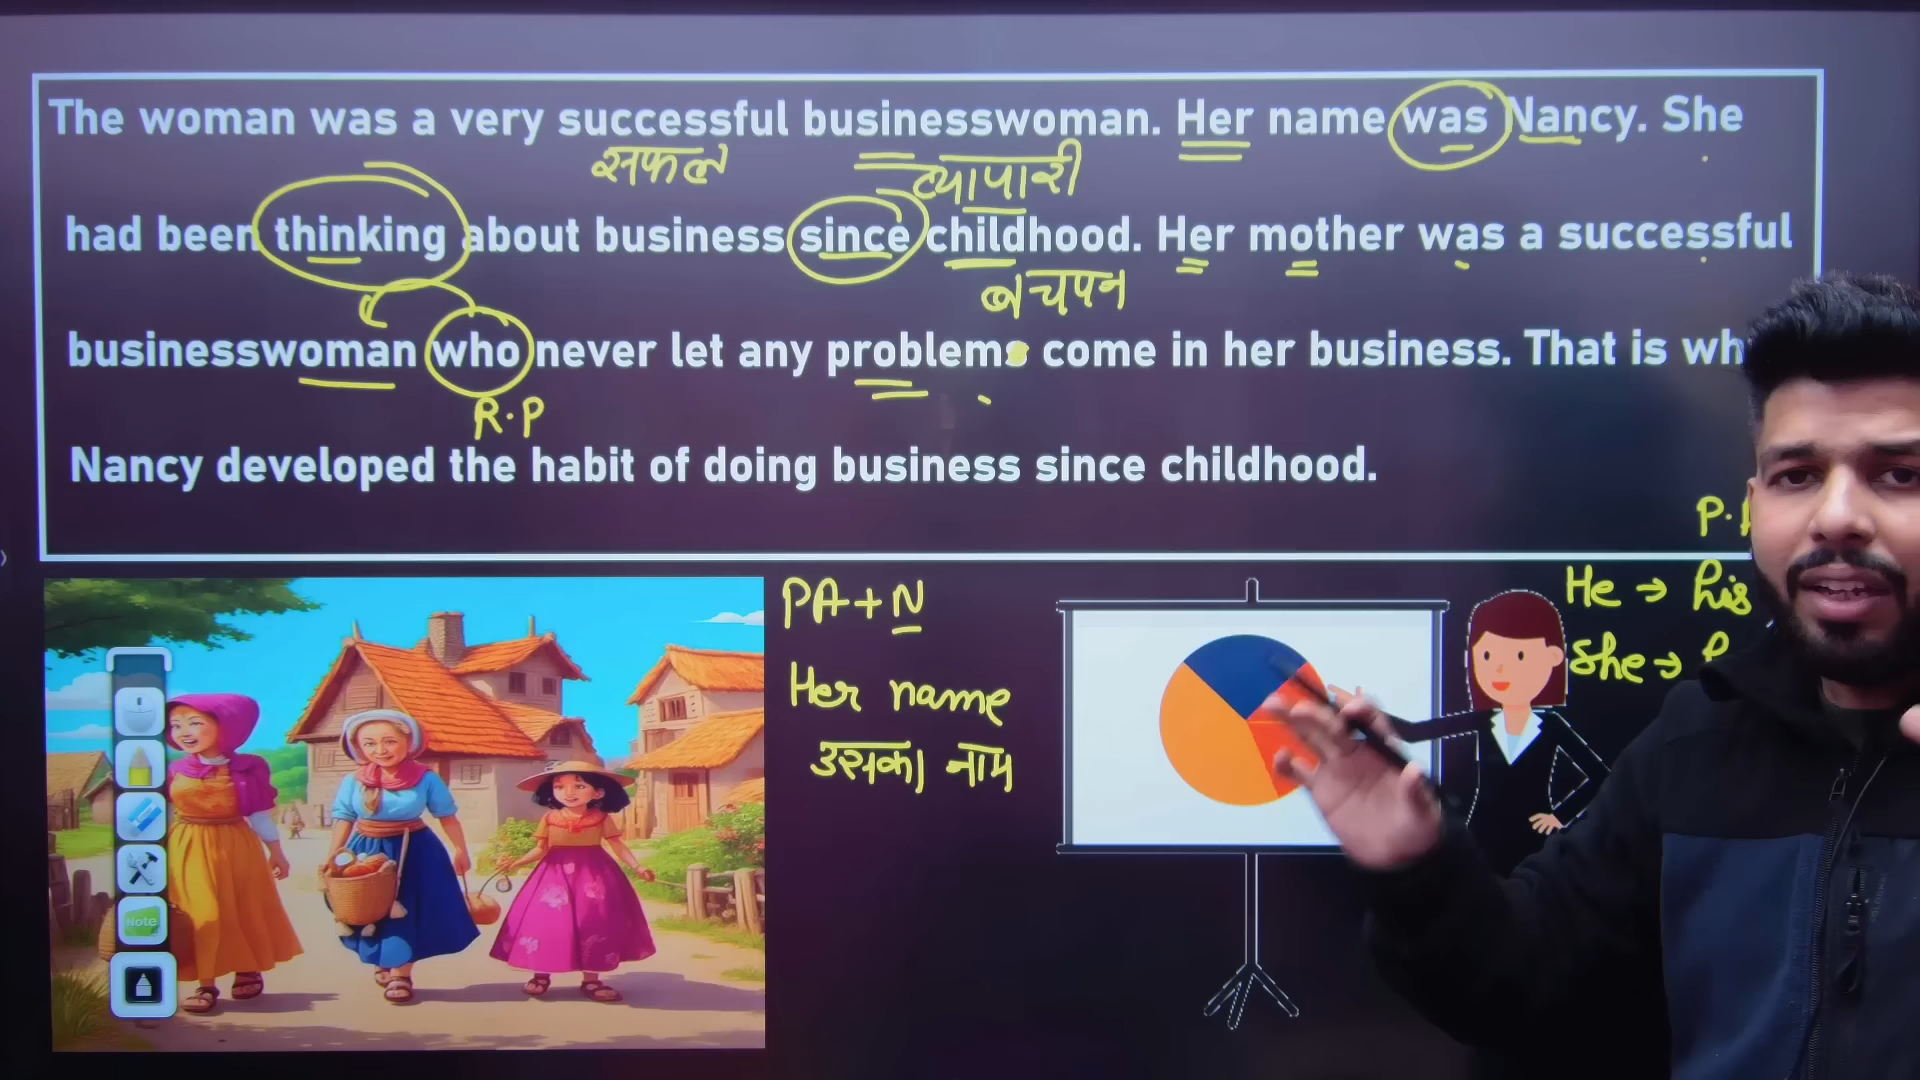 The woman was a very successful businesswoman. Her name was Nancy. She
सफल व्यापारी
had been thinking about business since childhood. Her mother was a successful
बचपन
businesswoman who never let any problems come in her business. That is
R.P
Nancy developed the habit of doing business since childhood.
P.
PA+N
He → his
Her name
She →
उसका नाम
Note